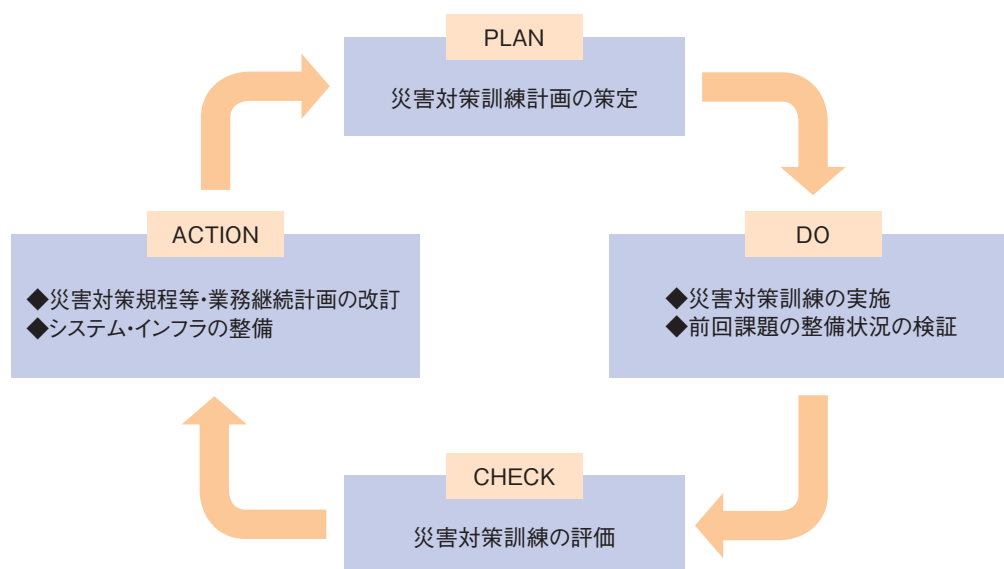 PLAN
災害対策訓練計画の策定
ACTION
◆災害対策規程等・業務継続計画の改訂
◆システム・インフラの整備
DO
◆災害対策訓練の実施
◆前回課題の整備状況の検証
CHECK
災害対策訓練の評価